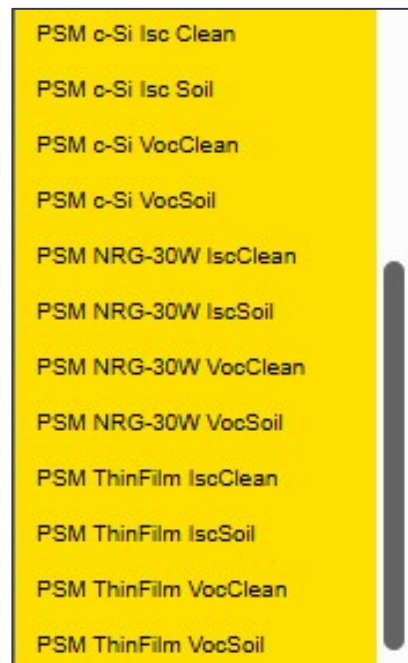 PSM c-Si Isc Clean
PSM c-Si Isc Soil
PSM c-Si VocClean
PSM c-Si VocSoil
PSM NRG-30W IscClean
PSM NRG-30W IscSoil
PSM NRG-30W VocClean
PSM NRG-30W VocSoil
PSM ThinFilm IscClean
PSM ThinFilm IscSoil
PSM ThinFilm VocClean
PSM ThinFilm VocSoil